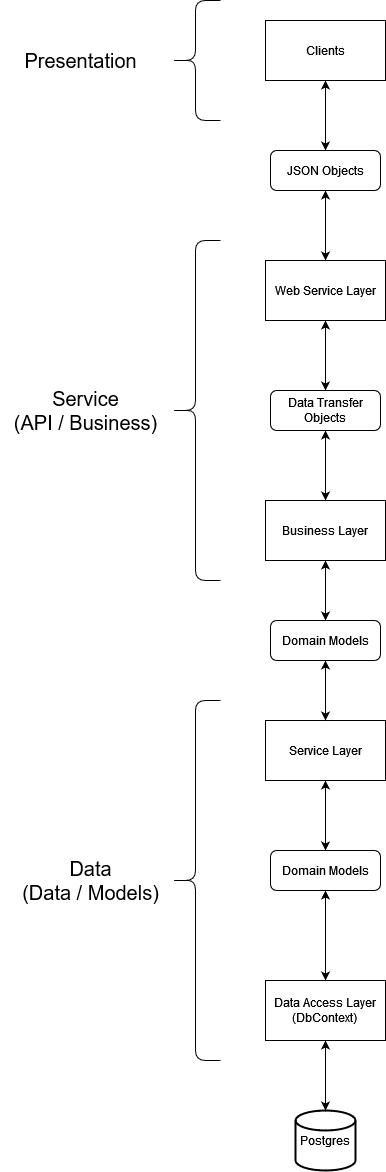 Presentation
Clients
JSON Objects
Web Service Layer
Service
(API / Business)
Data Transfer
Objects
Business Layer
Domain Models
Service Layer
Data
(Data / Models)
Domain Models
Data Access Layer
(DbContext)
Postgres